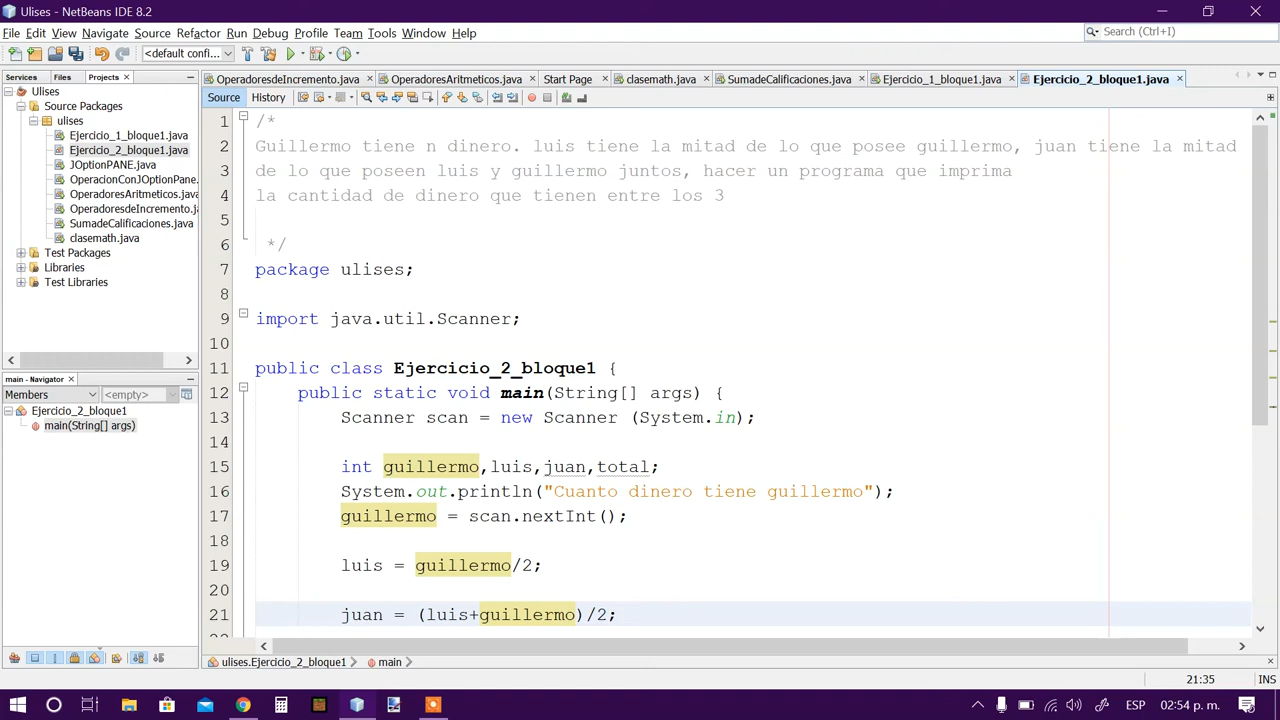 Ulises - NetBeans IDE 8.2
File Edit View Navigate Source Refactor Run Debug Profile Team Tools Window Help
Search (Ctrl+I)
<default confi...
Services Files Projects
OperadoresdeIncremento.java OperadoresAritmeticos.java Start Page clasemath.java SumadeCalificaciones.java Ejercicio_1_bloque1.java Ejercicio_2_bloque1.java
Source History
Ulises
Source Packages
ulises
Ejercicio_1_bloque1.java
Ejercicio_2_bloque1.java
JOptionPANE.java
OperacionConJOptionPane.
OperadoresAritmeticos.java
OperadoresdeIncremento.ja
SumadeCalificaciones.java
clasemath.java
Test Packages
Libraries
Test Libraries
main - Navigator
Members <empty>
Ejercicio_2_bloque1
main(String[] args)
1 /*
2 Guillermo tiene n dinero. luis tiene la mitad de lo que posee guillermo, juan tiene la mitad
3 de lo que poseen luis y guillermo juntos, hacer un programa que imprima
4 la cantidad de dinero que tienen entre los 3
5
6 */
7 package ulises;
8
9 import java.util.Scanner;
10
11 public class Ejercicio_2_bloque1 {
12 public static void main(String[] args) {
13 Scanner scan = new Scanner (System.in);
14
15 int guillermo,luis,juan,total;
16 System.out.println("Cuanto dinero tiene guillermo");
17 guillermo = scan.nextInt();
18
19 luis = guillermo/2;
20
21 juan = (luis+guillermo)/2;
ulises.Ejercicio_2_bloque1 main
21:35 INS
ESP 02:54 p. m.